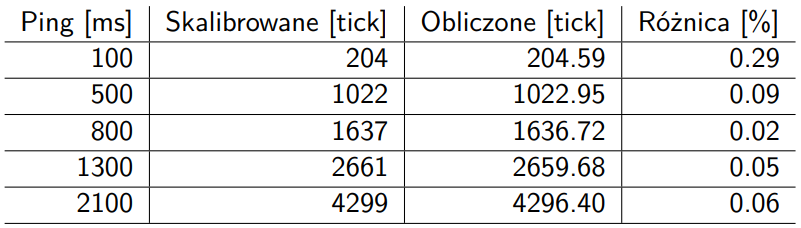 Ping [ms] Skalibrowane [tick] Obliczone [tick] Różnica [%]
100 204 204.59 0.29
500 1022 1022.95 0.09
800 1637 1636.72 0.02
1300 2661 2659.68 0.05
2100 4299 4296.40 0.06